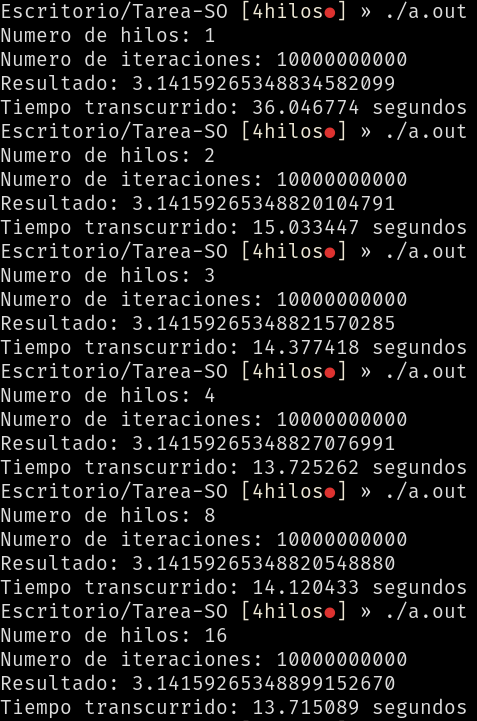 Escritorio/Tarea-SO [4hilos●] » ./a.out
Numero de hilos: 1
Numero de iteraciones: 10000000000
Resultado: 3.14159265348834582099
Tiempo transcurrido: 36.046774 segundos
Escritorio/Tarea-SO [4hilos●] » ./a.out
Numero de hilos: 2
Numero de iteraciones: 10000000000
Resultado: 3.14159265348820104791
Tiempo transcurrido: 15.033447 segundos
Escritorio/Tarea-SO [4hilos●] » ./a.out
Numero de hilos: 3
Numero de iteraciones: 10000000000
Resultado: 3.14159265348821570285
Tiempo transcurrido: 14.377418 segundos
Escritorio/Tarea-SO [4hilos●] » ./a.out
Numero de hilos: 4
Numero de iteraciones: 10000000000
Resultado: 3.14159265348827076991
Tiempo transcurrido: 13.725262 segundos
Escritorio/Tarea-SO [4hilos●] » ./a.out
Numero de hilos: 8
Numero de iteraciones: 10000000000
Resultado: 3.14159265348820548880
Tiempo transcurrido: 14.120433 segundos
Escritorio/Tarea-SO [4hilos●] » ./a.out
Numero de hilos: 16
Numero de iteraciones: 10000000000
Resultado: 3.14159265348899152670
Tiempo transcurrido: 13.715089 segundos